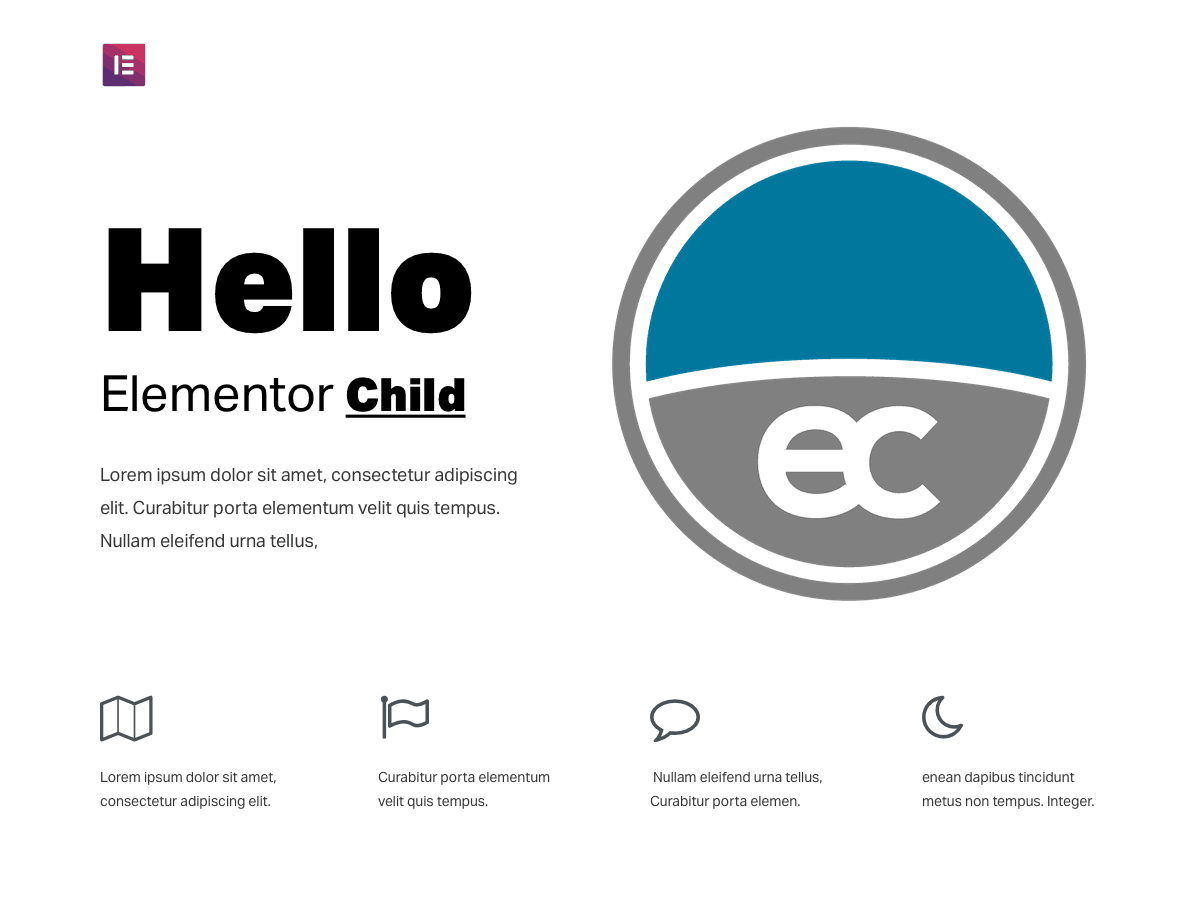 Hello
Elementor Child
Lorem ipsum dolor sit amet, consectetur adipiscing
elit. Curabitur porta elementum velit quis tempus.
Nullam eleifend urna tellus,
ec
Lorem ipsum dolor sit amet,
consectetur adipiscing elit.
Curabitur porta elementum
velit quis tempus.
Nullam eleifend urna tellus,
Curabitur porta elemen.
enean dapibus tincidunt
metus non tempus. Integer.